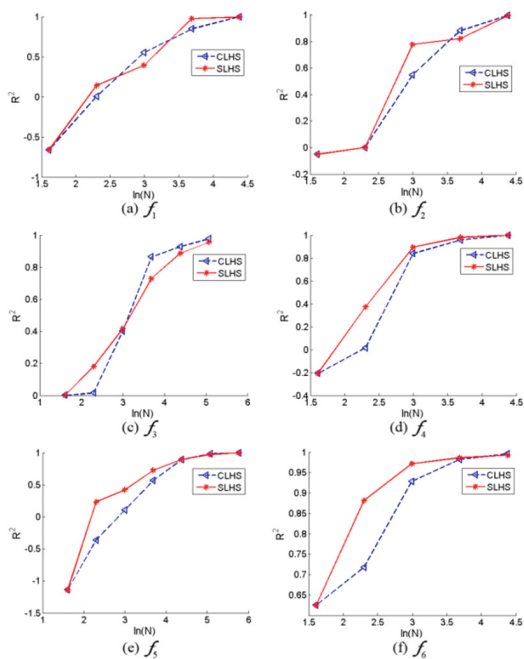 1
0.5
0
-0.5
-1
R²
CLHS
SLHS
1.5 2 2.5 3 3.5 4 4.5
ln(N)
(a) f₁
1
0.8
0.6
0.4
0.2
0
-0.2
R²
CLHS
SLHS
1.5 2 2.5 3 3.5 4 4.5
ln(N)
(b) f₂
1
0.8
0.6
0.4
0.2
0
R²
CLHS
SLHS
1 2 3 4 5 6
ln(N)
(c) f₃
1
0.8
0.6
0.4
0.2
0
-0.2
-0.4
R²
CLHS
SLHS
1.5 2 2.5 3 3.5 4 4.5
ln(N)
(d) f₄
1
0.5
0
-0.5
-1
-1.5
R²
CLHS
SLHS
2 3 4 5 6
ln(N)
(e) f₅
0.95
0.9
0.85
0.8
0.75
0.7
0.65
R²
CLHS
SLHS
1.5 2 2.5 3 3.5 4 4.5
ln(N)
(f) f₆